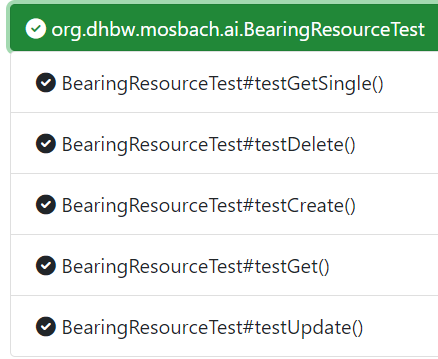 org.dhbw.mosbach.ai.BearingResourceTest
BearingResourceTest#testGetSingle()
BearingResourceTest#testDelete()
BearingResourceTest#testCreate()
BearingResourceTest#testGet()
BearingResourceTest#testUpdate()